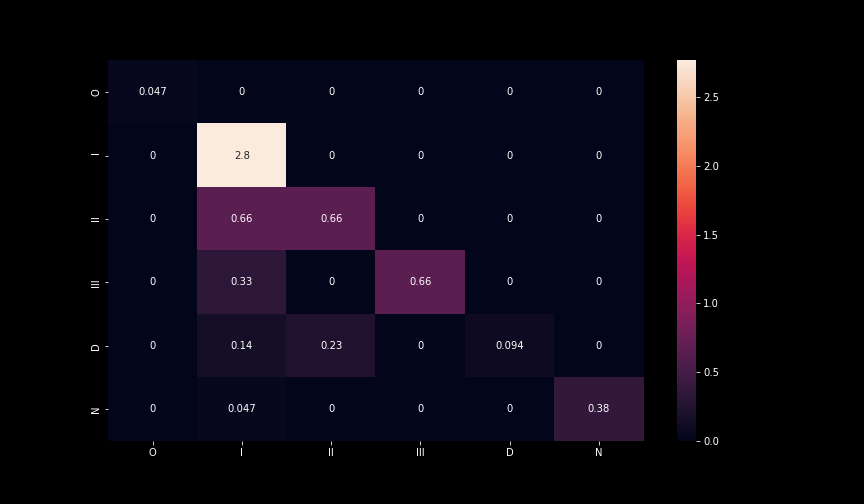 O 0.047 0 0 0 0 0
I 0 2.8 0 0 0 0
II 0 0.66 0.66 0 0 0
III 0 0.33 0 0.66 0 0
D 0 0.14 0.23 0 0.094 0
N 0 0.047 0 0 0 0.38
O I II III D N
2.5
2.0
1.5
1.0
0.5
0.0